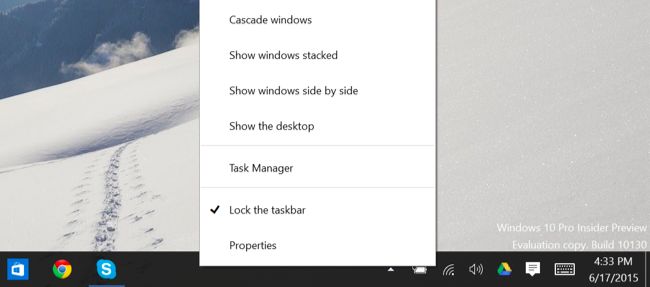 Cascade windows
Show windows stacked
Show windows side by side
Show the desktop
Task Manager
Lock the taskbar
Properties
Windows 10 Pro Insider Preview
Evaluation copy. Build 10130
4:33 PM
6/17/2015